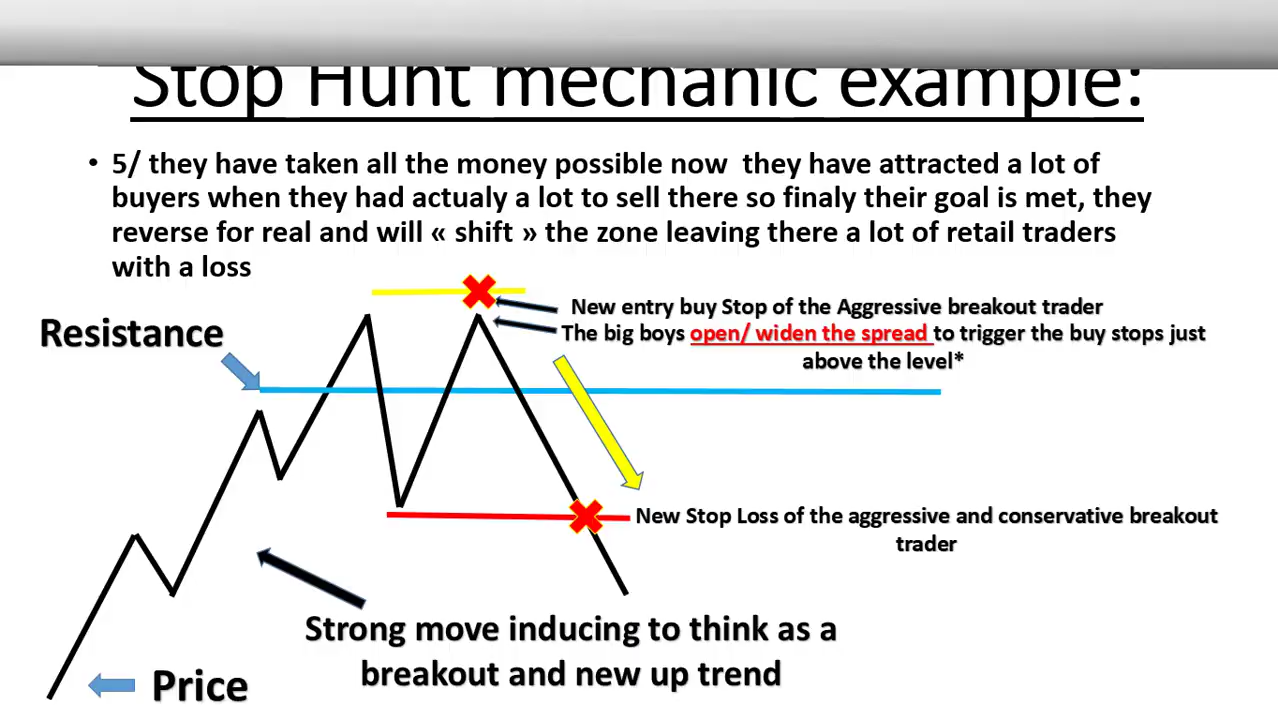 Stop Hunt mechanic example:
• 5/ they have taken all the money possible now they have attracted a lot of
buyers when they had actualy a lot to sell there so finaly their goal is met, they
reverse for real and will « shift » the zone leaving there a lot of retail traders
with a loss
New entry buy Stop of the Aggressive breakout trader
Resistance
The big boys open/ widen the spread to trigger the buy stops just
above the level*
New Stop Loss of the aggressive and conservative breakout
trader
Strong move inducing to think as a
breakout and new up trend
Price